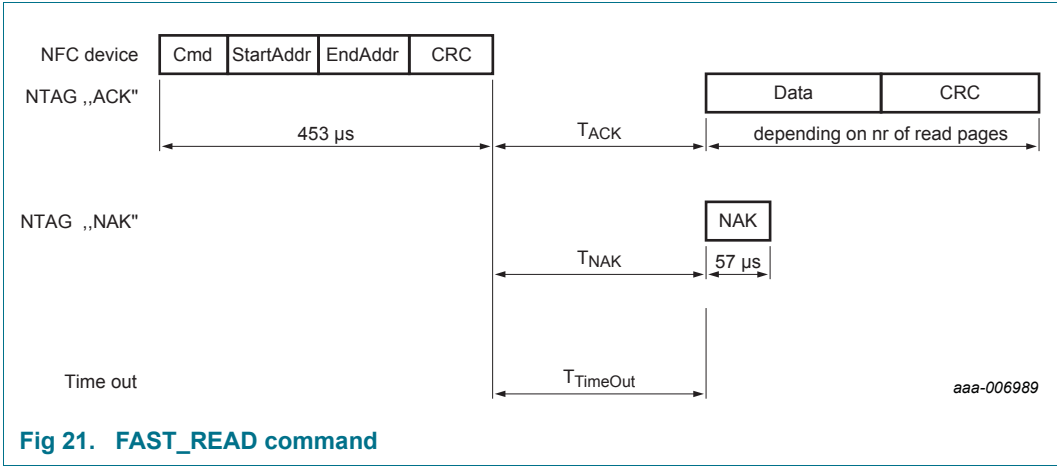 NFC device Cmd StartAddr EndAddr CRC
NTAG ,,ACK" Data CRC
453 µs TACK depending on nr of read pages
NTAG ,,NAK" NAK
TNAK 57 µs
Time out TTimeOut aaa-006989
Fig 21. FAST_READ command